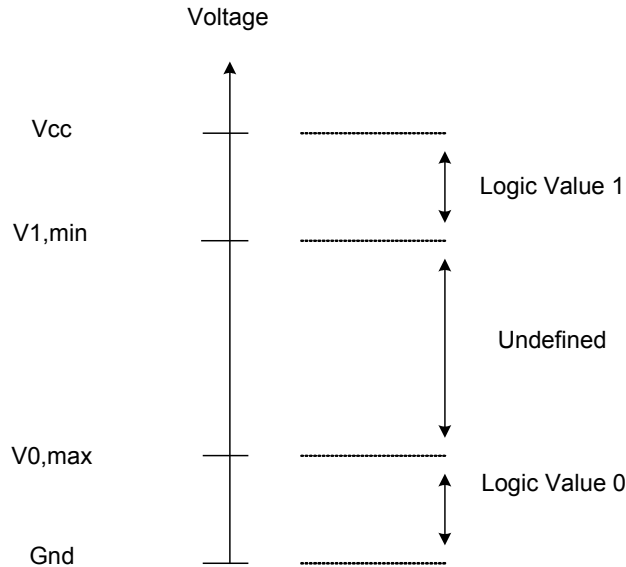 Voltage
Vcc
Logic Value 1
V1,min
Undefined
V0,max
Logic Value 0
Gnd